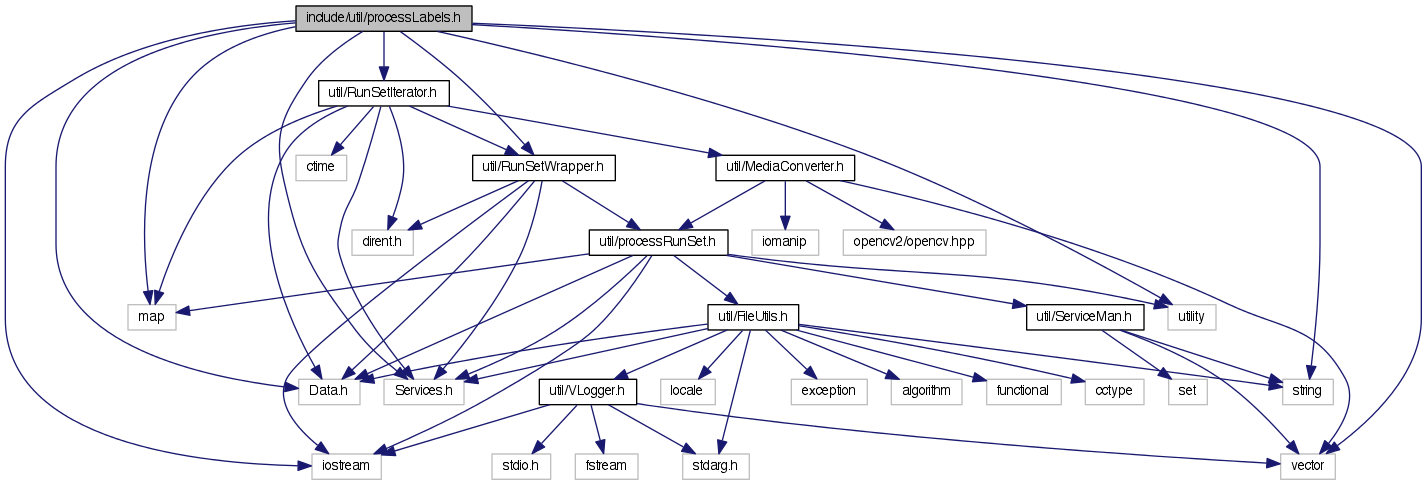 include/util/processLabels.h
util/RunSetIterator.h
ctime
util/RunSetWrapper.h
util/MediaConverter.h
dirent.h
util/processRunSet.h
iomanip
opencv2/opencv.hpp
map
util/FileUtils.h
util/ServiceMan.h
utility
Data.h
Services.h
util/VLogger.h
locale
exception
algorithm
functional
cctype
set
string
iostream
stdio.h
fstream
stdarg.h
vector